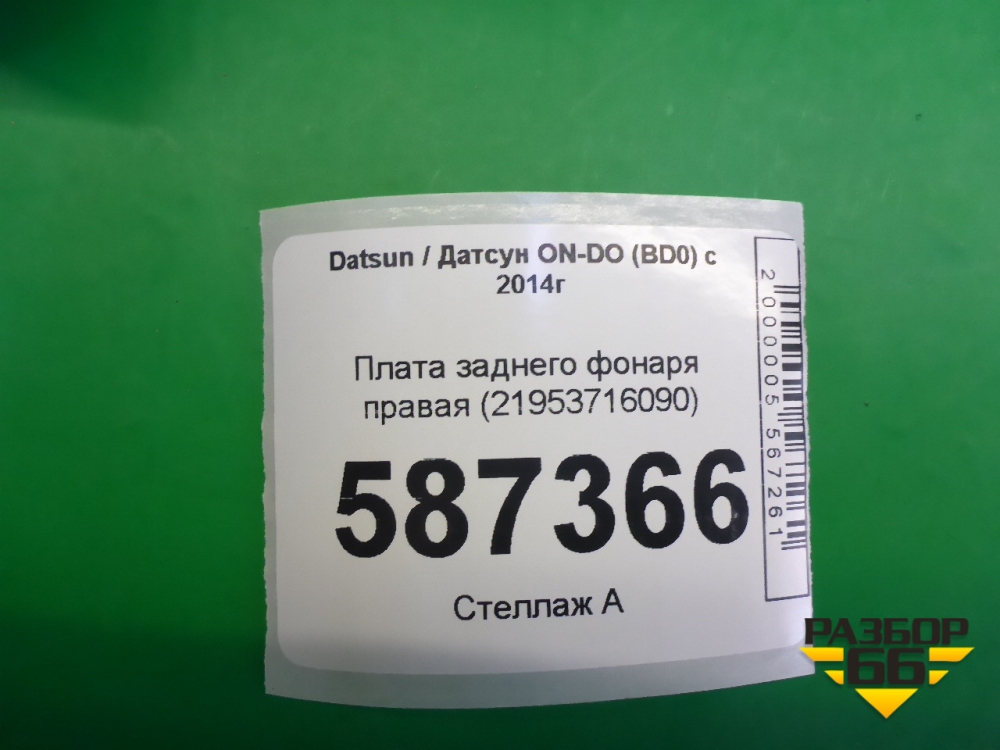 Datsun / Датсун ON-DO (BD0) с
2014г
Плата заднего фонаря
правая (21953716090)
587366
Стеллаж А
2000005567261
РАЗБОР
66